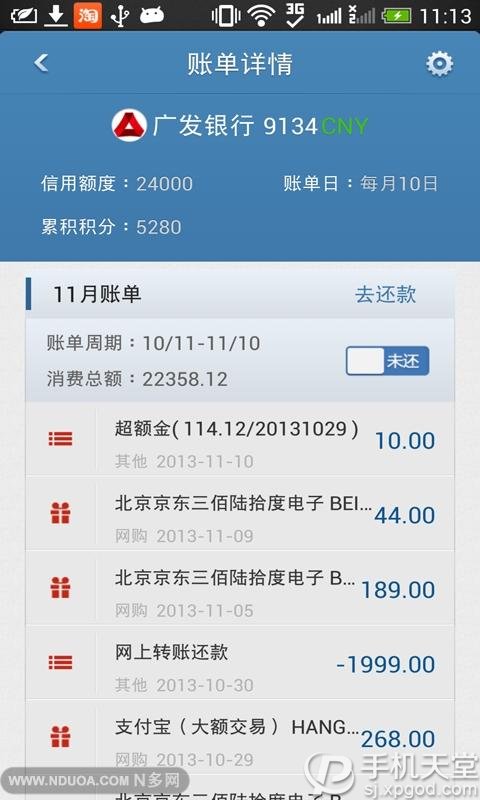 淘 3G X 2 11:13
账单详情
广发银行 9134CNY
信用额度：24000 账单日：每月10日
累积积分：5280
11月账单 去还款
账单周期：10/11-11/10
消费总额：22358.12
未还
超额金( 114.12/20131029 ) 10.00
其他 2013-11-10
北京京东三佰陆拾度电子 BEI... 44.00
网购 2013-11-09
北京京东三佰陆拾度电子 B... 189.00
网购 2013-11-05
网上转账还款 -1999.00
其他 2013-10-30
支付宝（大额交易） HANG... 268.00
网购 2013-10-29
北京京东三佰陆拾度电子 B...
WWW.NDUOA.COM N多网
手机天堂
sj.xpgod.com